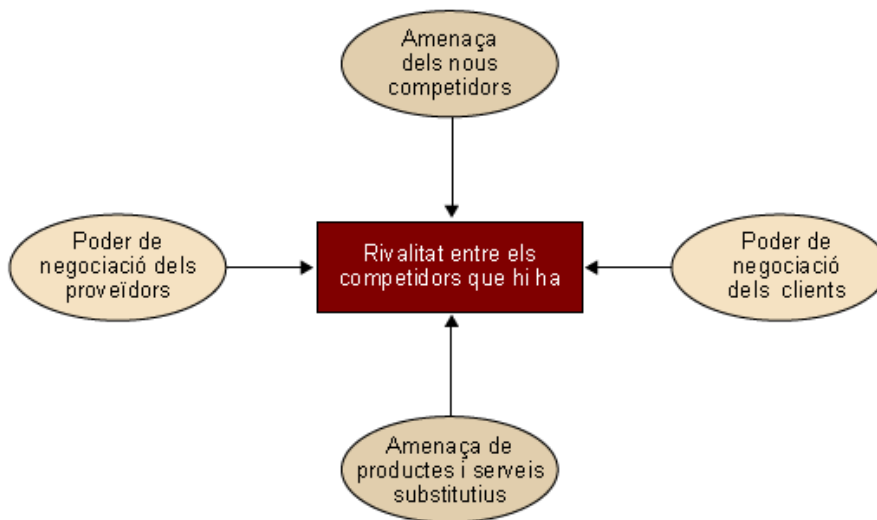 Amenaça
dels nous
competidors
Poder de
negociació dels
proveïdors
Rivalitat entre els
competidors que hi ha
Poder de
negociació
dels clients
Amenaça de
productes i serveis
substitutius